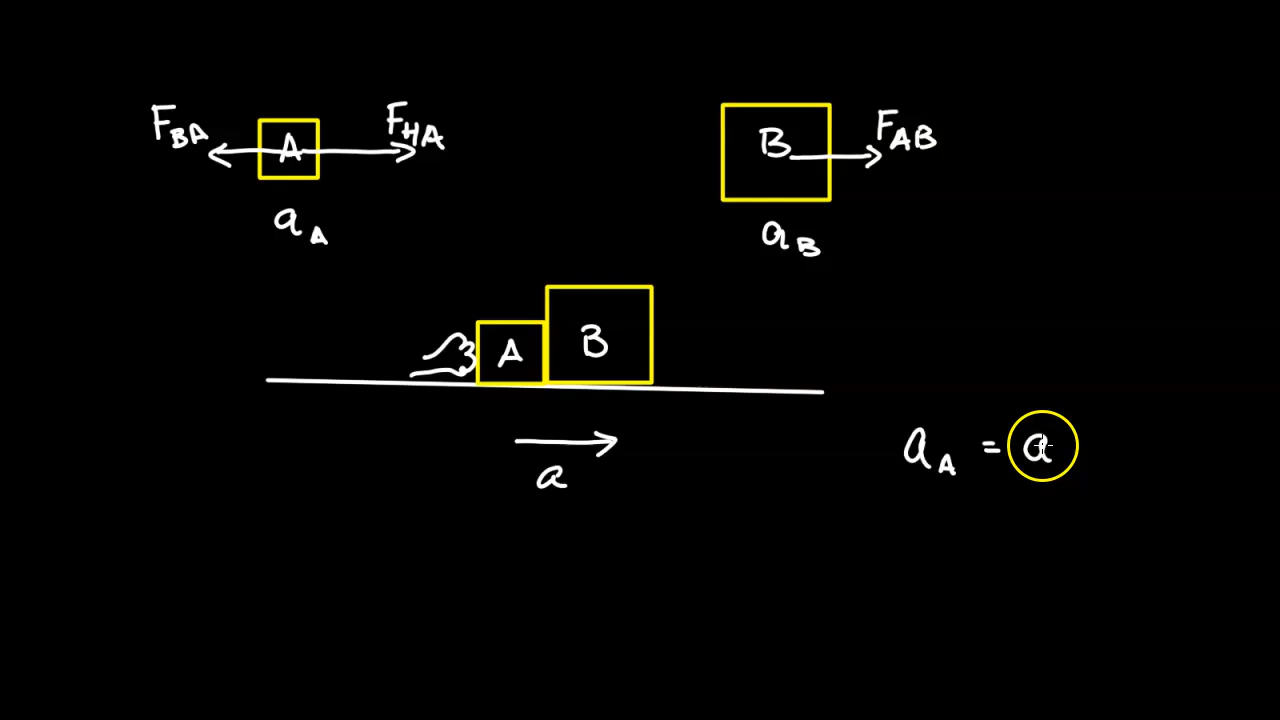 F_BA A F_HA
a_A
B F_AB
a_B
A B
a
a_A = a